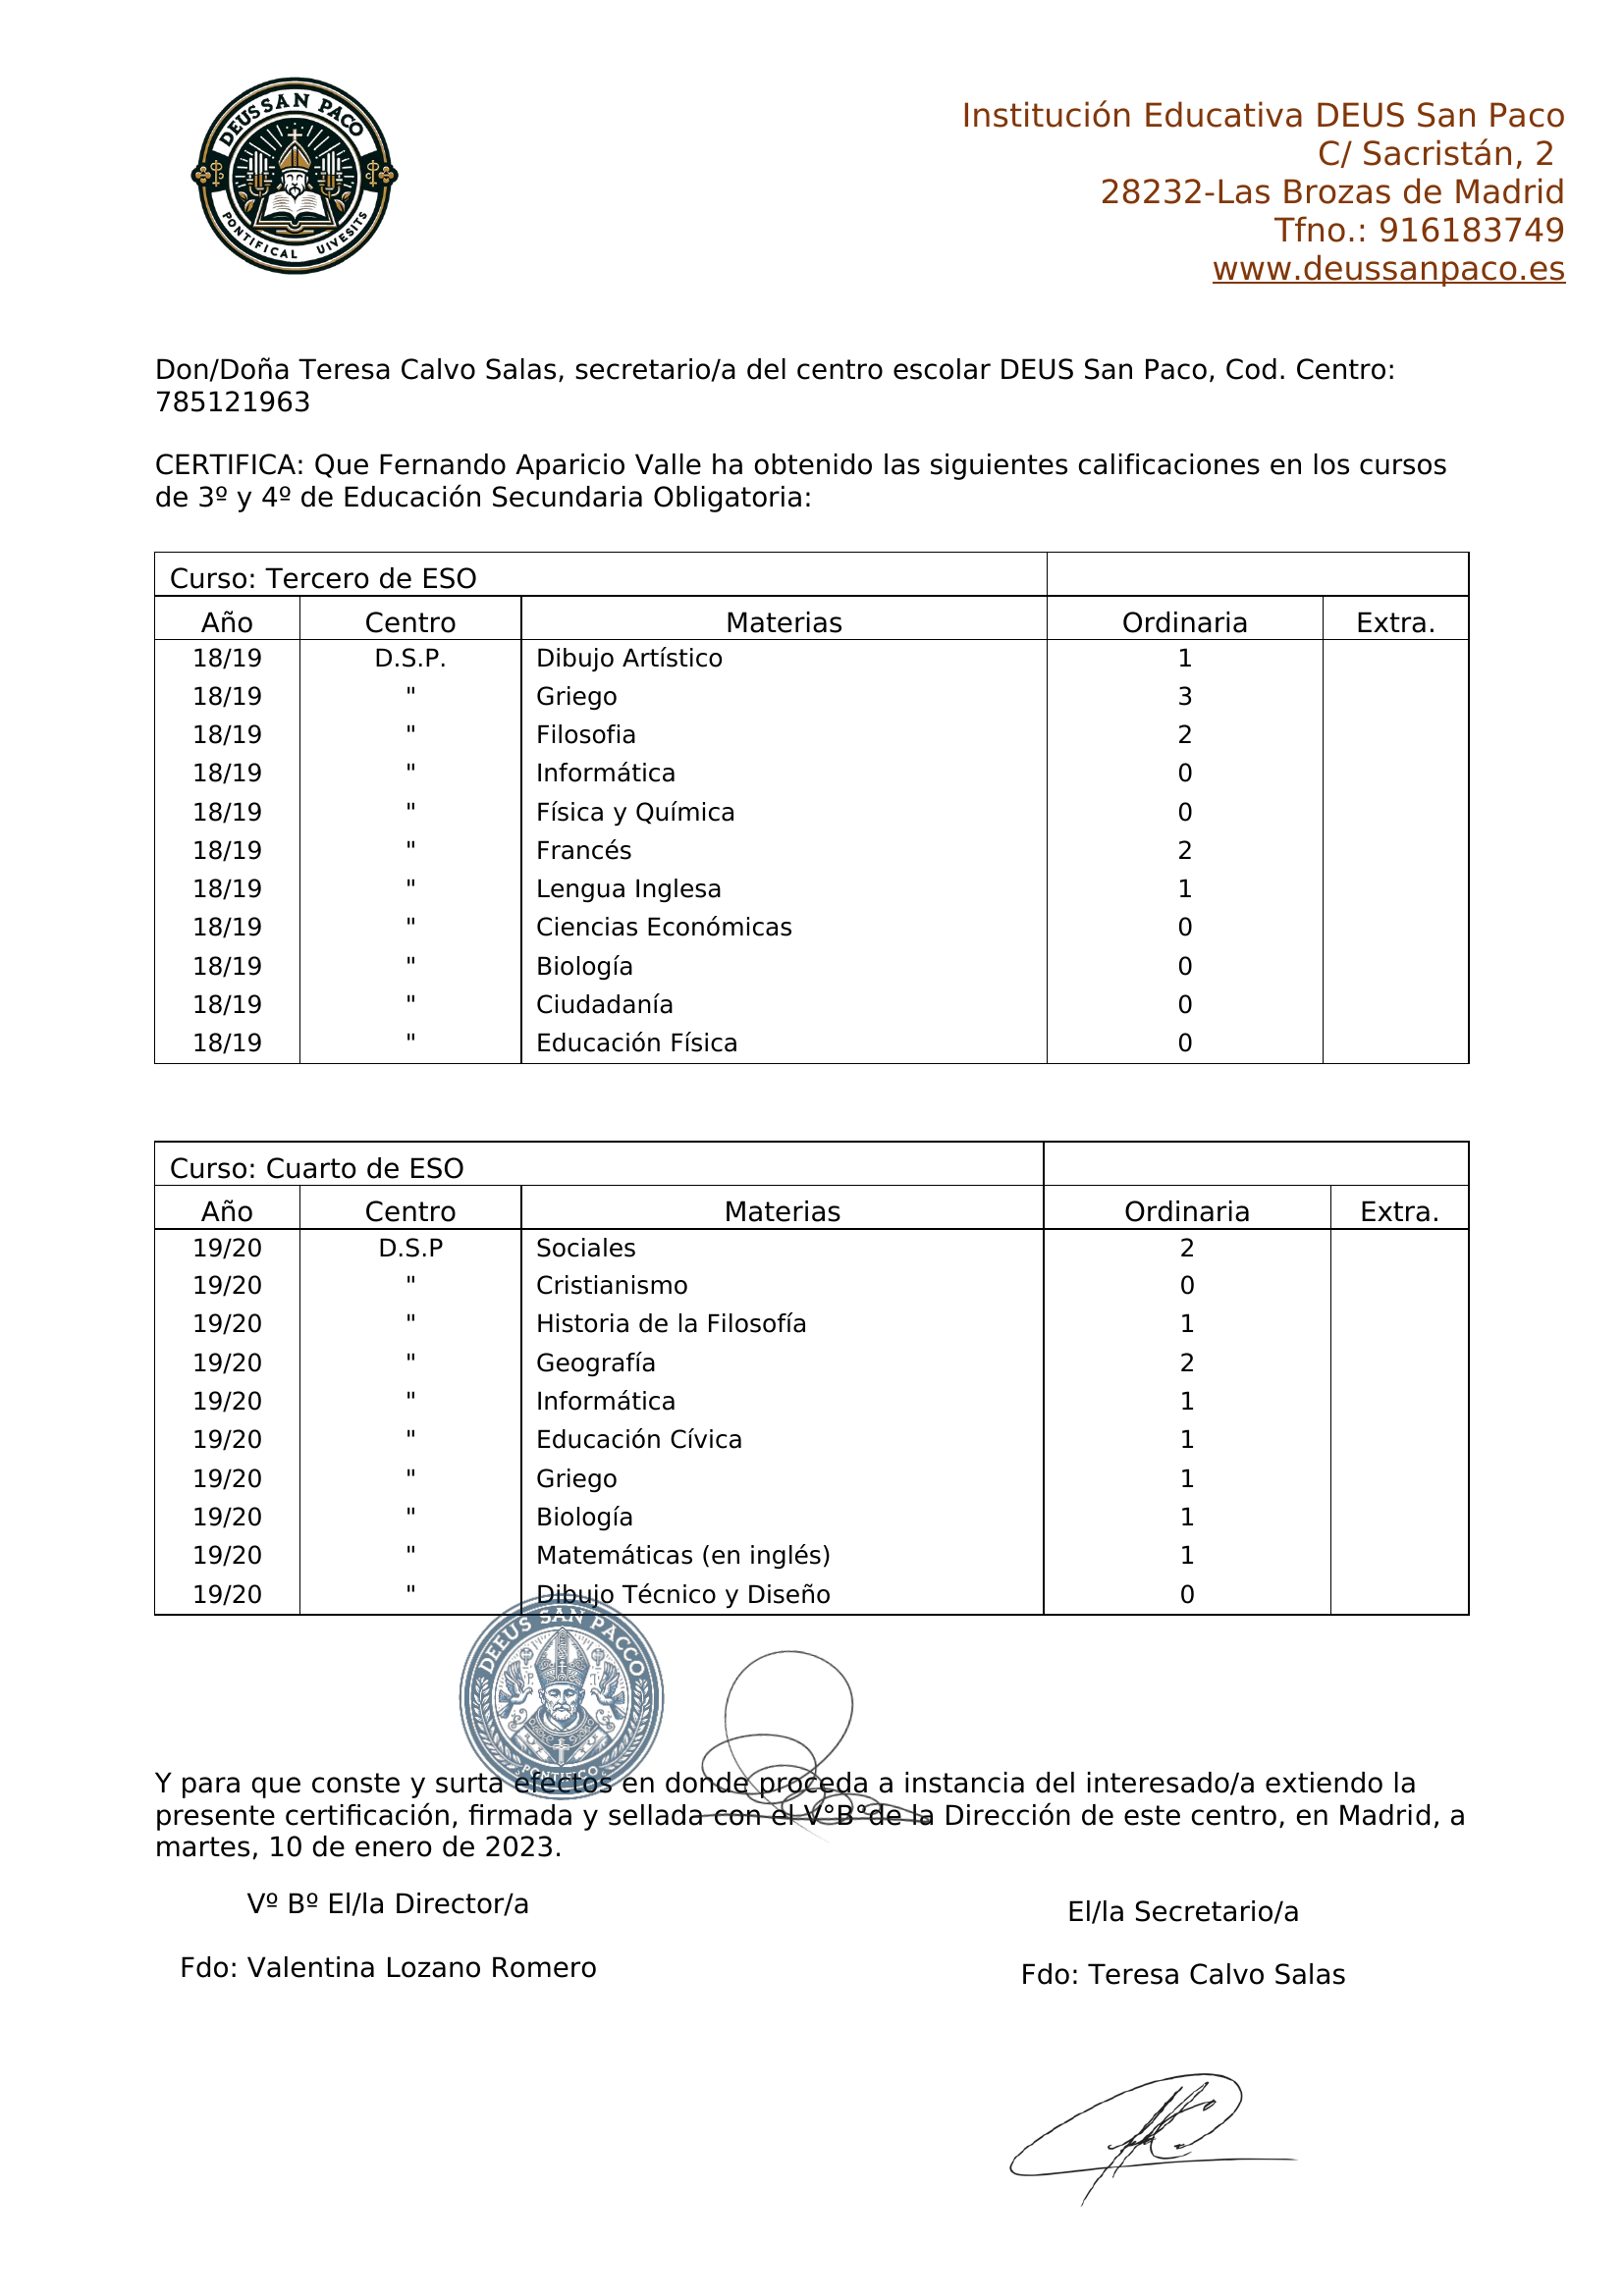 DEUSSAN PACO
PONTIFICAL UIVESITS
Institución Educativa DEUS San Paco
C/ Sacristán, 2
28232-Las Brozas de Madrid
Tfno.: 916183749
www.deussanpaco.es
Don/Doña Teresa Calvo Salas, secretario/a del centro escolar DEUS San Paco, Cod. Centro:
785121963
CERTIFICA: Que Fernando Aparicio Valle ha obtenido las siguientes calificaciones en los cursos
de 3º y 4º de Educación Secundaria Obligatoria:
Curso: Tercero de ESO
Año Centro Materias Ordinaria Extra.
18/19 D.S.P. Dibujo Artístico 1
18/19 " Griego 3
18/19 " Filosofia 2
18/19 " Informática 0
18/19 " Física y Química 0
18/19 " Francés 2
18/19 " Lengua Inglesa 1
18/19 " Ciencias Económicas 0
18/19 " Biología 0
18/19 " Ciudadanía 0
18/19 " Educación Física 0
Curso: Cuarto de ESO
Año Centro Materias Ordinaria Extra.
19/20 D.S.P Sociales 2
19/20 " Cristianismo 0
19/20 " Historia de la Filosofía 1
19/20 " Geografía 2
19/20 " Informática 1
19/20 " Educación Cívica 1
19/20 " Griego 1
19/20 " Biología 1
19/20 " Matemáticas (en inglés) 1
19/20 " Dibujo Técnico y Diseño 0
DEEUS SAN PACCO
PONTIFICO
Y para que conste y surta efectos en donde proceda a instancia del interesado/a extiendo la
presente certificación, firmada y sellada con el V°B°de la Dirección de este centro, en Madrid, a
martes, 10 de enero de 2023.
Vº Bº El/la Director/a
El/la Secretario/a
Fdo: Valentina Lozano Romero
Fdo: Teresa Calvo Salas